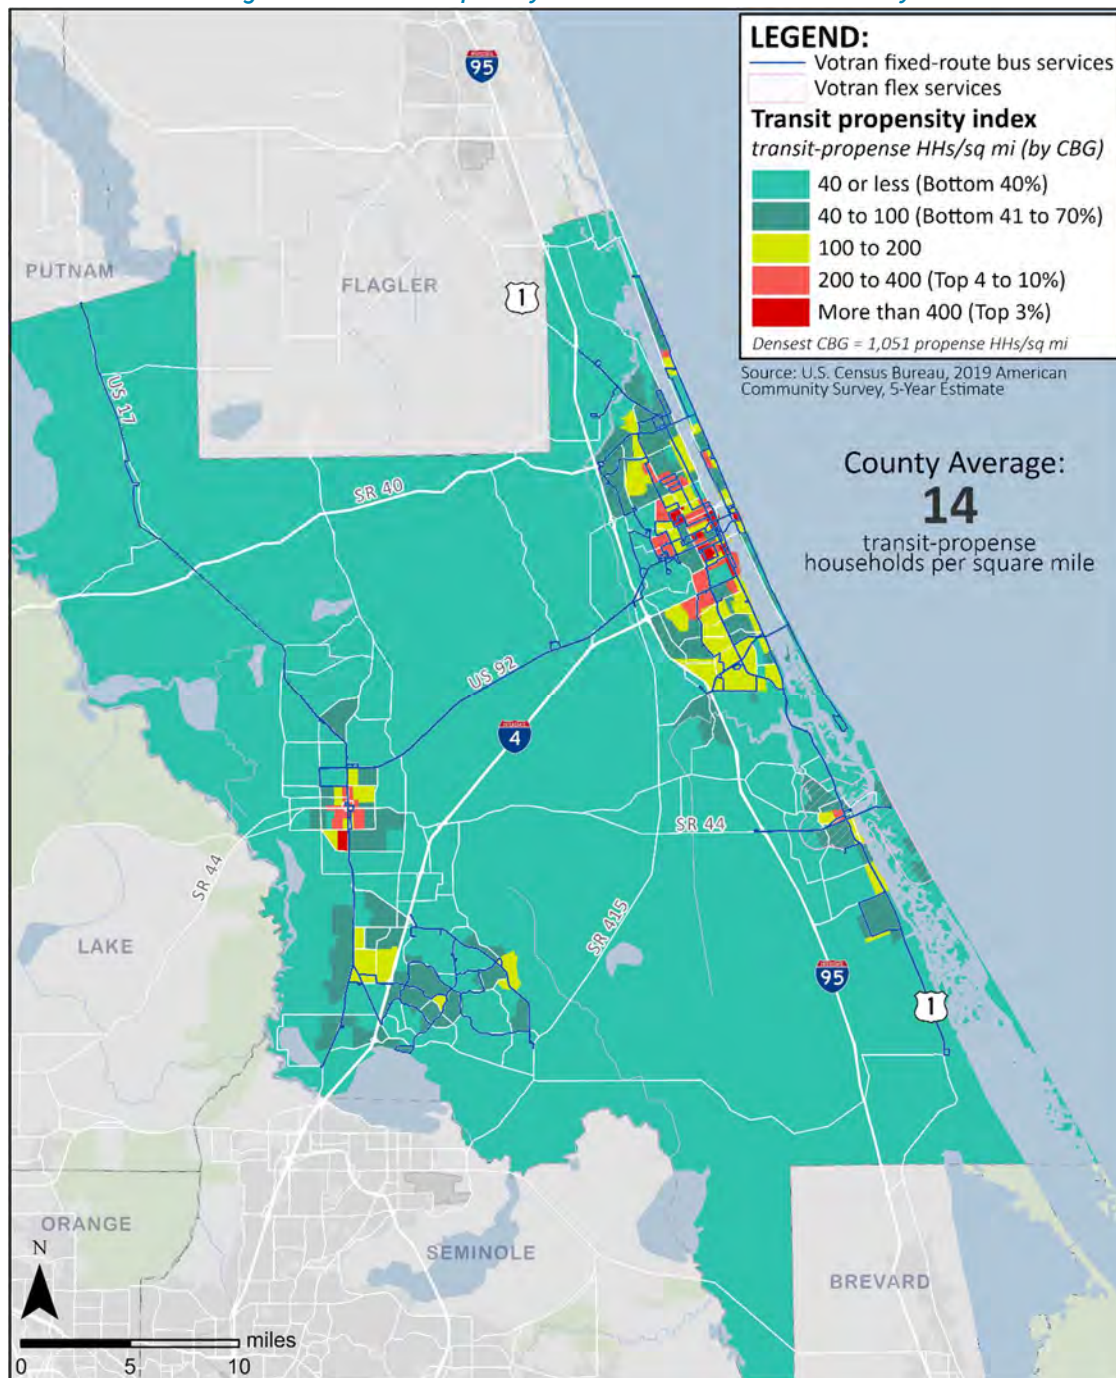 LEGEND:
Votran fixed-route bus services
Votran flex services
Transit propensity index
transit-propense HHs/sq mi (by CBG)
40 or less (Bottom 40%)
40 to 100 (Bottom 41 to 70%)
100 to 200
200 to 400 (Top 4 to 10%)
More than 400 (Top 3%)
Densest CBG = 1,051 propense HHs/sq mi
Source: U.S. Census Bureau, 2019 American
Community Survey, 5-Year Estimate
County Average:
14
transit-propense
households per square mile
95
PUTNAM
FLAGLER
1
US 17
SR 40
US 92
4
SR 44
SR 44
SR 415
LAKE
95
1
ORANGE
SEMINOLE
BREVARD
N
miles
0 5 10